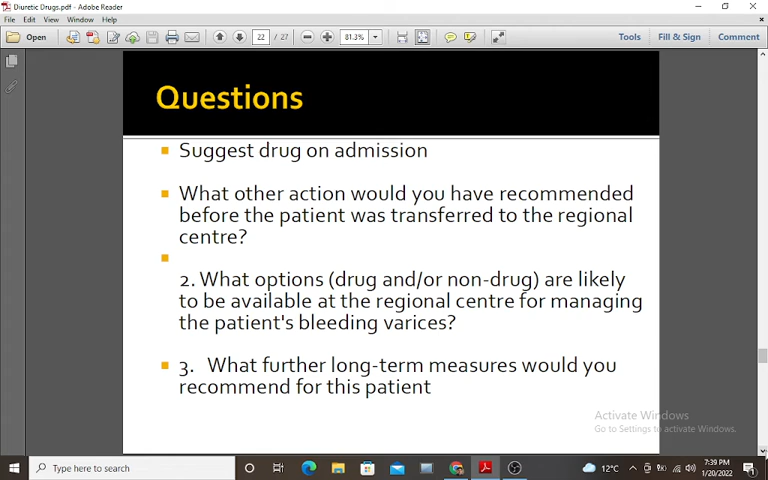 Diuretic Drugs.pdf - Adobe Reader
File Edit View Window Help
Open 22 / 27 81.3% Tools Fill & Sign Comment
Questions
Suggest drug on admission
What other action would you have recommended
before the patient was transferred to the regional
centre?
2. What options (drug and/or non-drug) are likely
to be available at the regional centre for managing
the patient's bleeding varices?
3. What further long-term measures would you
recommend for this patient
Activate Windows
Go to Settings to activate Windows.
Type here to search
12°C
7:39 PM
1/20/2022